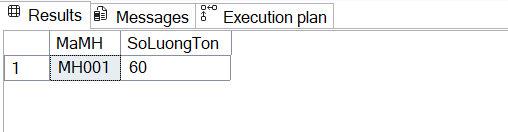 Results Messages Execution plan
MaMH SoLuongTon
1 MH001 60